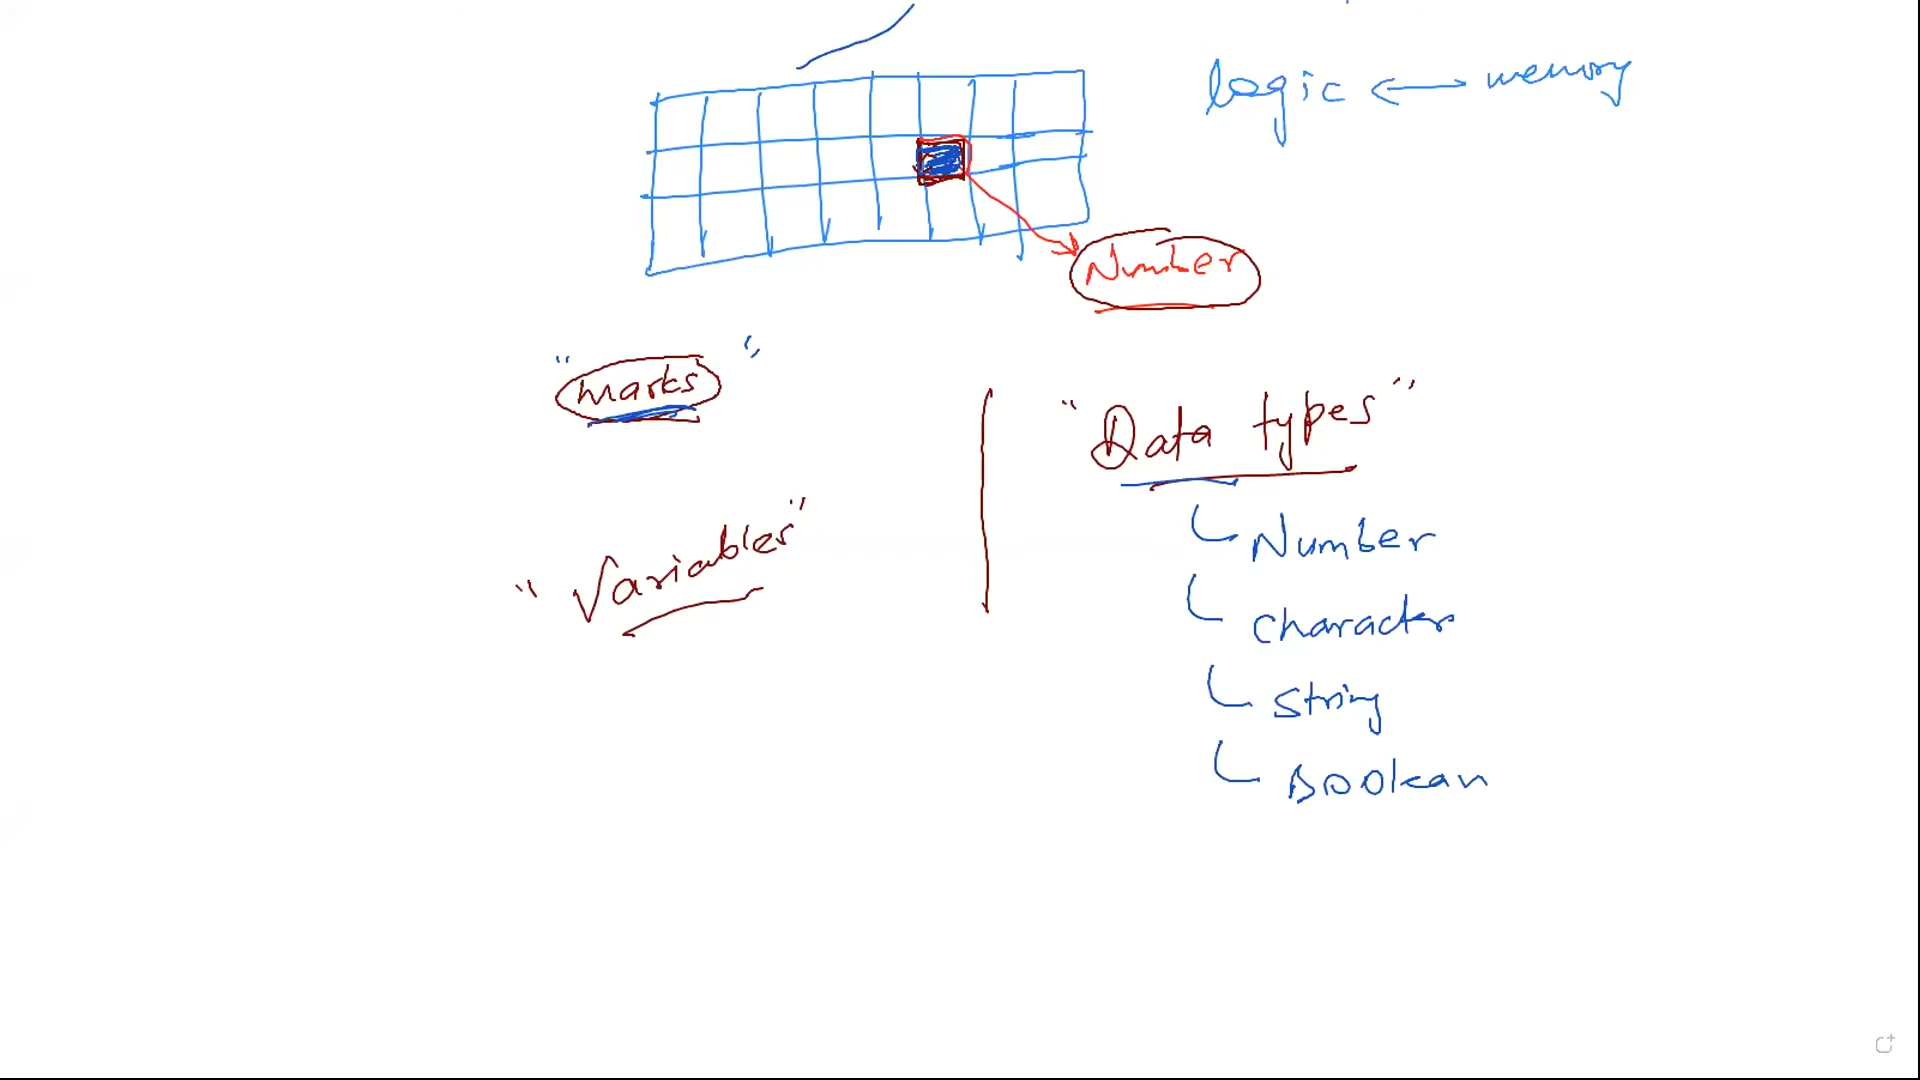 logic ⟷ memory
Number
"marks"
"Data types"
"Variables"
Number
character
string
Boolean